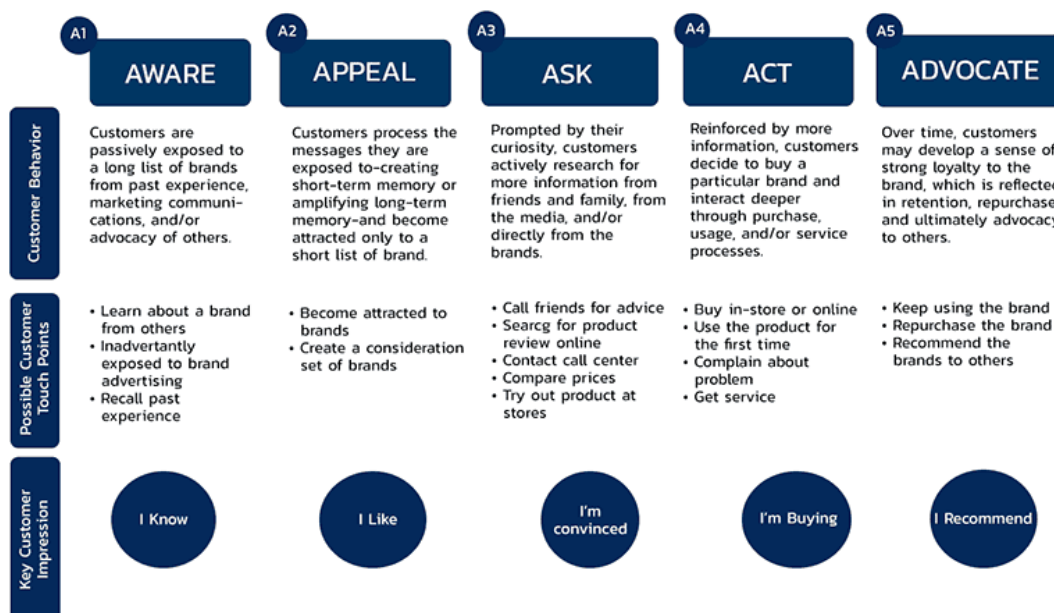 A1
AWARE
A2
APPEAL
A3
ASK
A4
ACT
A5
ADVOCATE
Customer Behavior
Customers are
passively exposed to
a long list of brands
from past experience,
marketing communi-
cations, and/or
advocacy of others.
Customers process the
messages they are
exposed to-creating
short-term memory or
amplifying long-term
memory-and become
attracted only to a
short list of brand.
Prompted by their
curiosity, customers
actively research for
more information from
friends and family, from
the media, and/or
directly from the
brands.
Reinforced by more
information, customers
decide to buy a
particular brand and
interact deeper
through purchase,
usage, and/or service
processes.
Over time, customers
may develop a sense of
strong loyalty to the
brand, which is reflected
in retention, repurchase
and ultimately advocacy
to others.
Possible Customer
Touch Points
• Learn about a brand
from others
• Inadvertantly
exposed to brand
advertising
• Recall past
experience
• Become attracted to
brands
• Create a consideration
set of brands
• Call friends for advice
• Searcg for product
review online
• Contact call center
• Compare prices
• Try out product at
stores
• Buy in-store or online
• Use the product for
the first time
• Complain about
problem
• Get service
• Keep using the brand
• Repurchase the brand
• Recommend the
brands to others
Key Customer
Impression
I Know
I Like
I'm
convinced
I'm Buying
I Recommend